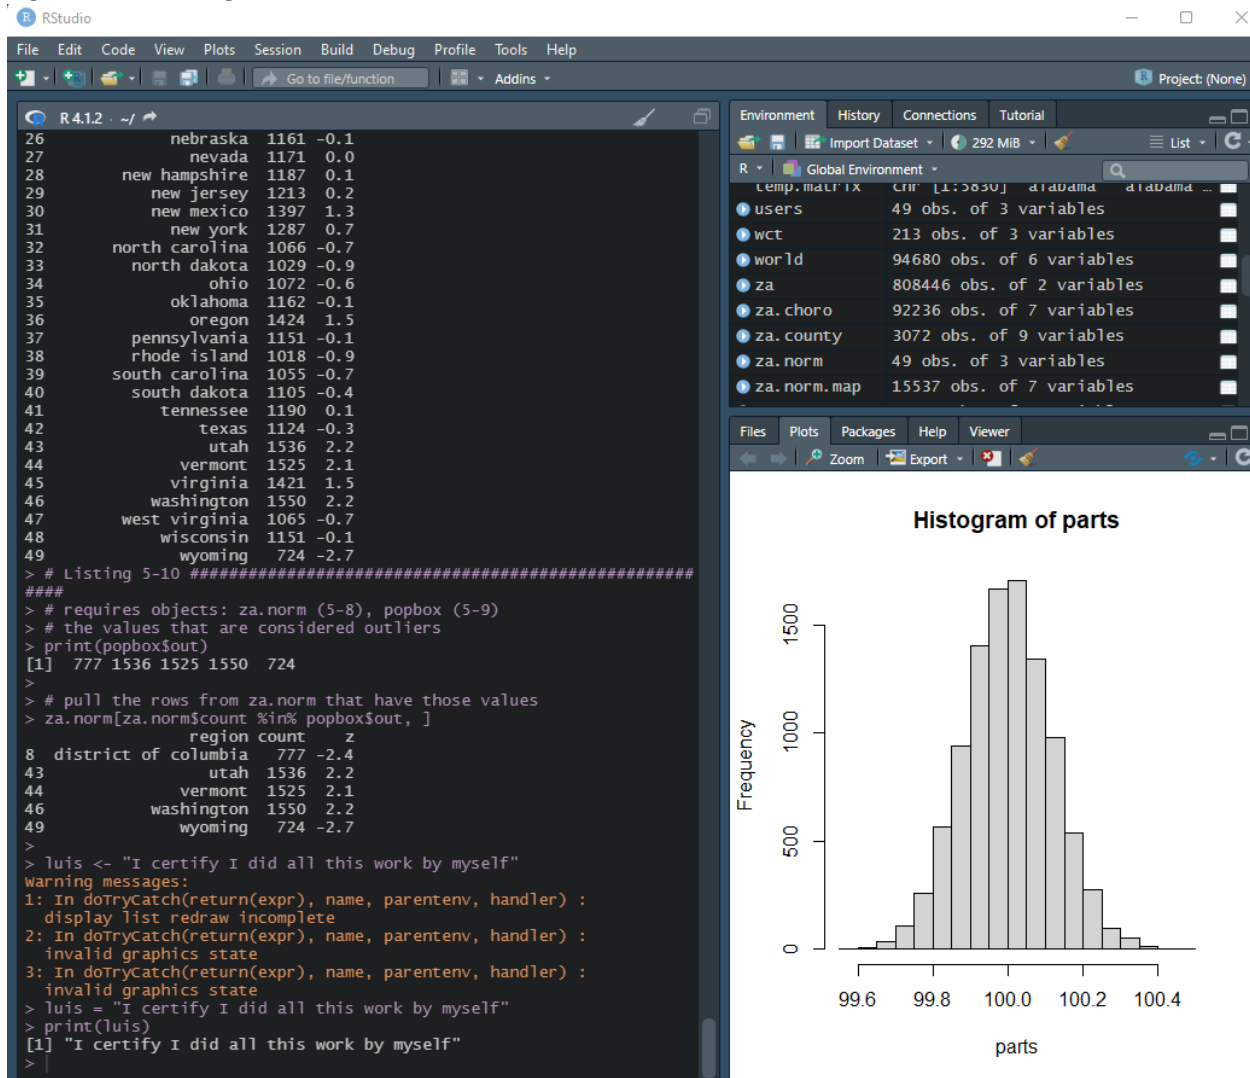 RStudio
File Edit Code View Plots Session Build Debug Profile Tools Help
Go to file/function Addins Project: (None)
R 4.1.2 · ~/
26 nebraska 1161 -0.1
27 nevada 1171 0.0
28 new hampshire 1187 0.1
29 new jersey 1213 0.2
30 new mexico 1397 1.3
31 new york 1287 0.7
32 north carolina 1066 -0.7
33 north dakota 1029 -0.9
34 ohio 1072 -0.6
35 oklahoma 1162 -0.1
36 oregon 1424 1.5
37 pennsylvania 1151 -0.1
38 rhode island 1018 -0.9
39 south carolina 1055 -0.7
40 south dakota 1105 -0.4
41 tennessee 1190 0.1
42 texas 1124 -0.3
43 utah 1536 2.2
44 vermont 1525 2.1
45 virginia 1421 1.5
46 washington 1550 2.2
47 west virginia 1065 -0.7
48 wisconsin 1151 -0.1
49 wyoming 724 -2.7
> # Listing 5-10 ####################################################
####
> # requires objects: za.norm (5-8), popbox (5-9)
> # the values that are considered outliers
> print(popbox$out)
[1]  777 1536 1525 1550  724
>
> # pull the rows from za.norm that have those values
> za.norm[za.norm$count %in% popbox$out, ]
region count z
8 district of columbia 777 -2.4
43 utah 1536 2.2
44 vermont 1525 2.1
46 washington 1550 2.2
49 wyoming 724 -2.7
>
> luis <- "I certify I did all this work by myself"
Warning messages:
1: In doTryCatch(return(expr), name, parentenv, handler) :
display list redraw incomplete
2: In doTryCatch(return(expr), name, parentenv, handler) :
invalid graphics state
3: In doTryCatch(return(expr), name, parentenv, handler) :
invalid graphics state
> luis = "I certify I did all this work by myself"
> print(luis)
[1] "I certify I did all this work by myself"
>
Environment History Connections Tutorial
Import Dataset 292 MiB List
R Global Environment
temp.matrix chr [1:5830] "alabama" "alabama" …
users 49 obs. of 3 variables
wct 213 obs. of 3 variables
world 94680 obs. of 6 variables
za 808446 obs. of 2 variables
za.choro 92236 obs. of 7 variables
za.county 3072 obs. of 9 variables
za.norm 49 obs. of 3 variables
za.norm.map 15537 obs. of 7 variables
Files Plots Packages Help Viewer
Zoom Export
Histogram of parts
Frequency
1500
1000
500
0
99.6 99.8 100.0 100.2 100.4
parts